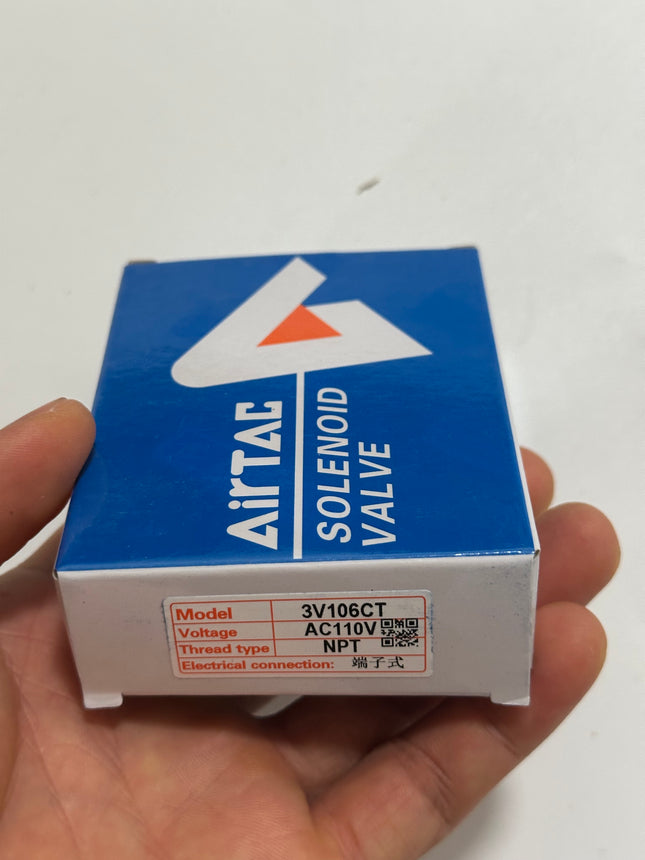 AirTAC
SOLENOID
VALVE
Model 3V106CT
Voltage AC110V
Thread type NPT
Electrical connection: 端子式